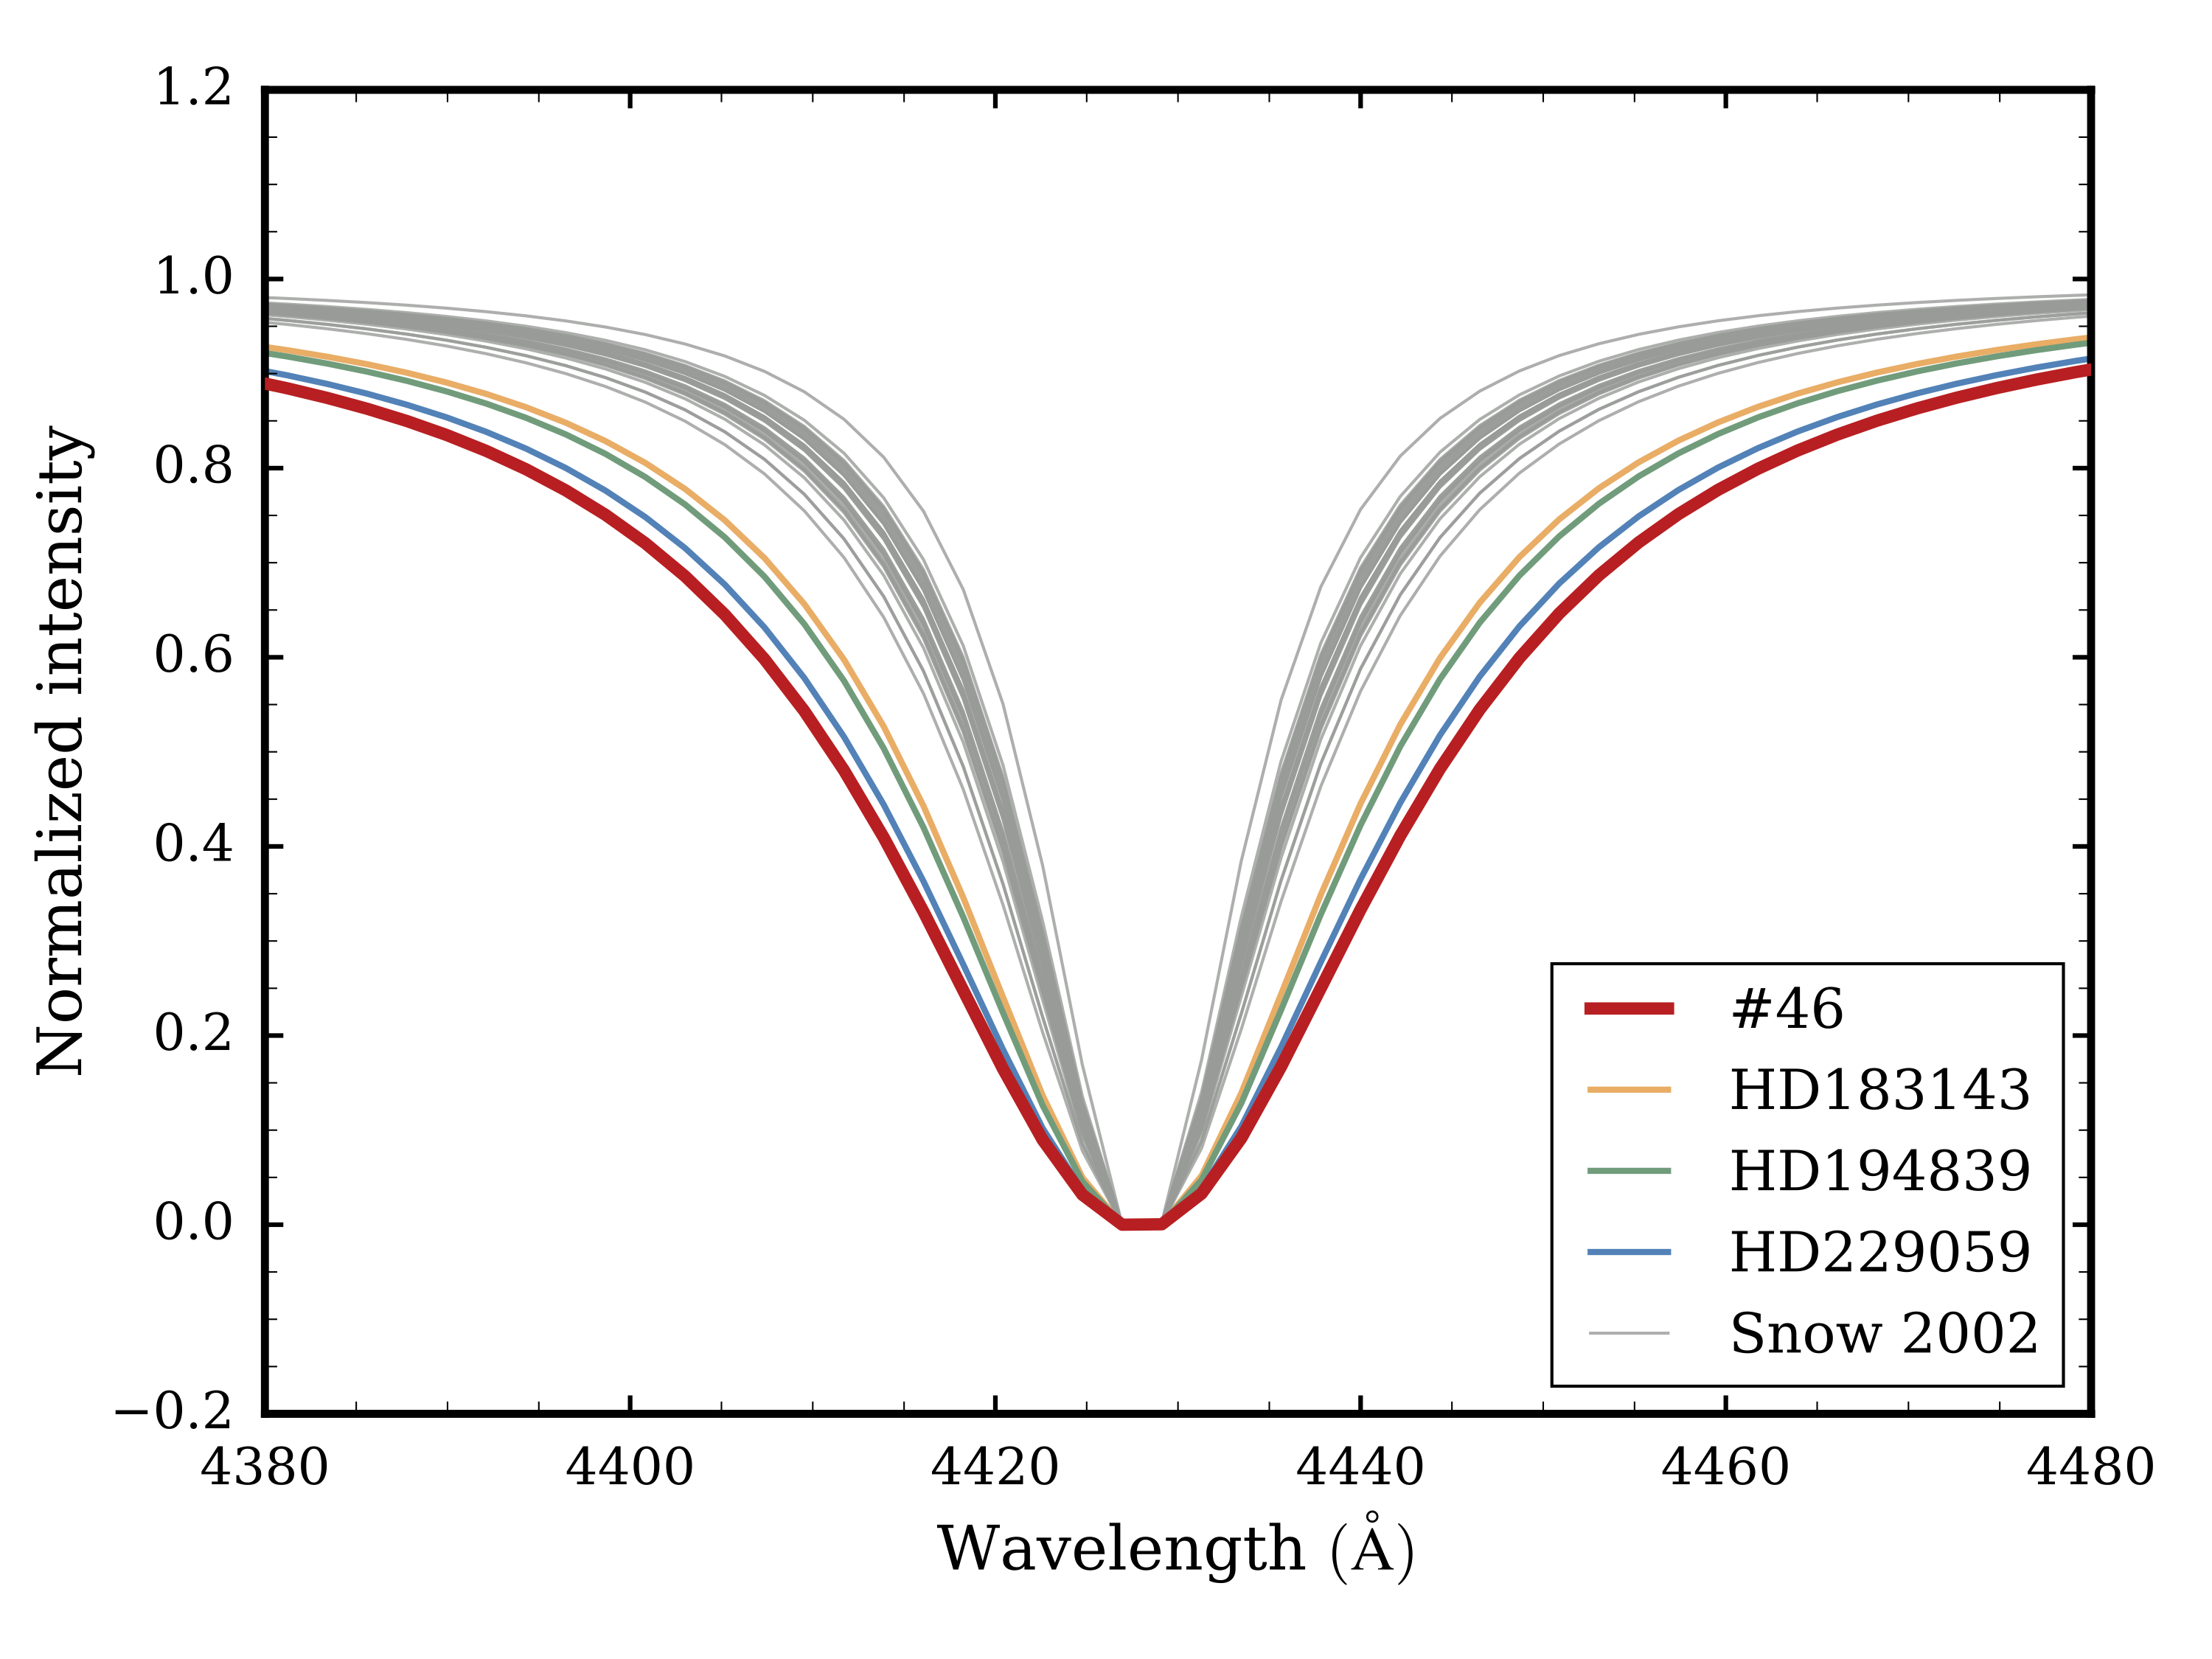 1.2
1.0
0.8
0.6
0.4
0.2
0.0
−0.2
Normalized intensity
4380
4400
4420
4440
4460
4480
Wavelength (Å)
#46
HD183143
HD194839
HD229059
Snow 2002